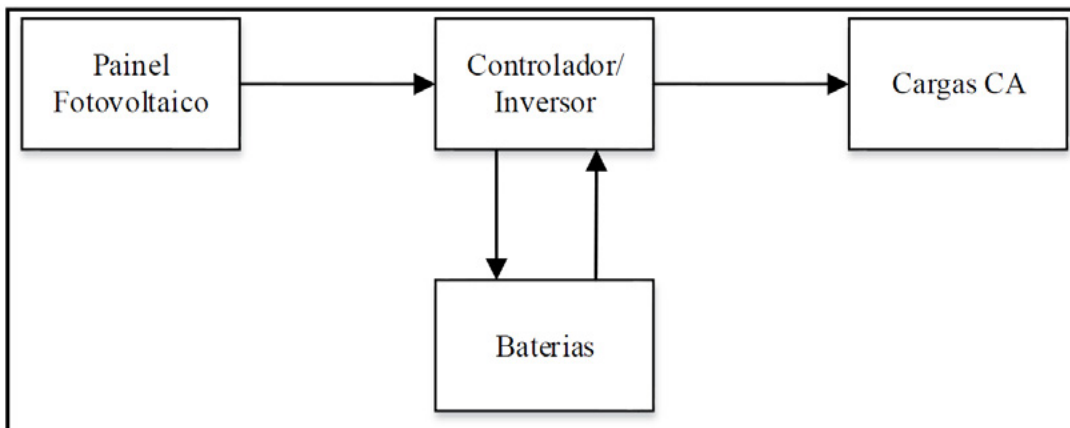 Painel
Fotovoltaico
Controlador/
Inversor
Cargas CA
Baterias